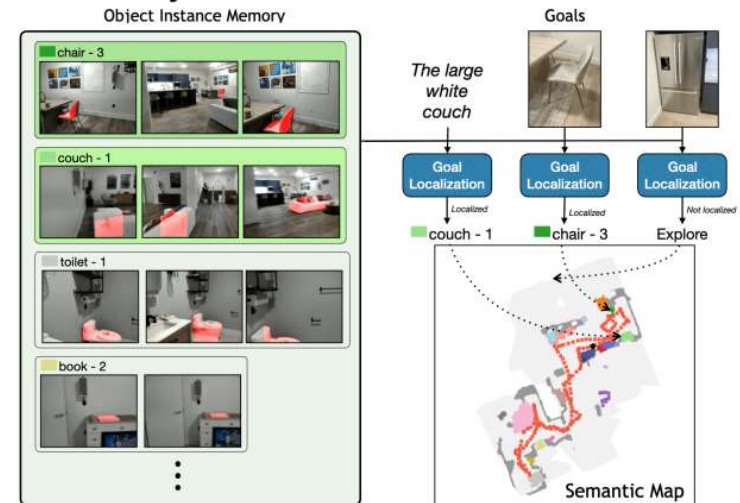 Object Instance Memory
chair - 3
couch - 1
toilet - 1
book - 2
Goals
The large
white
couch
Goal
Localization
Goal
Localization
Goal
Localization
Localized
Localized
Not localized
couch - 1
chair - 3
Explore
Semantic Map